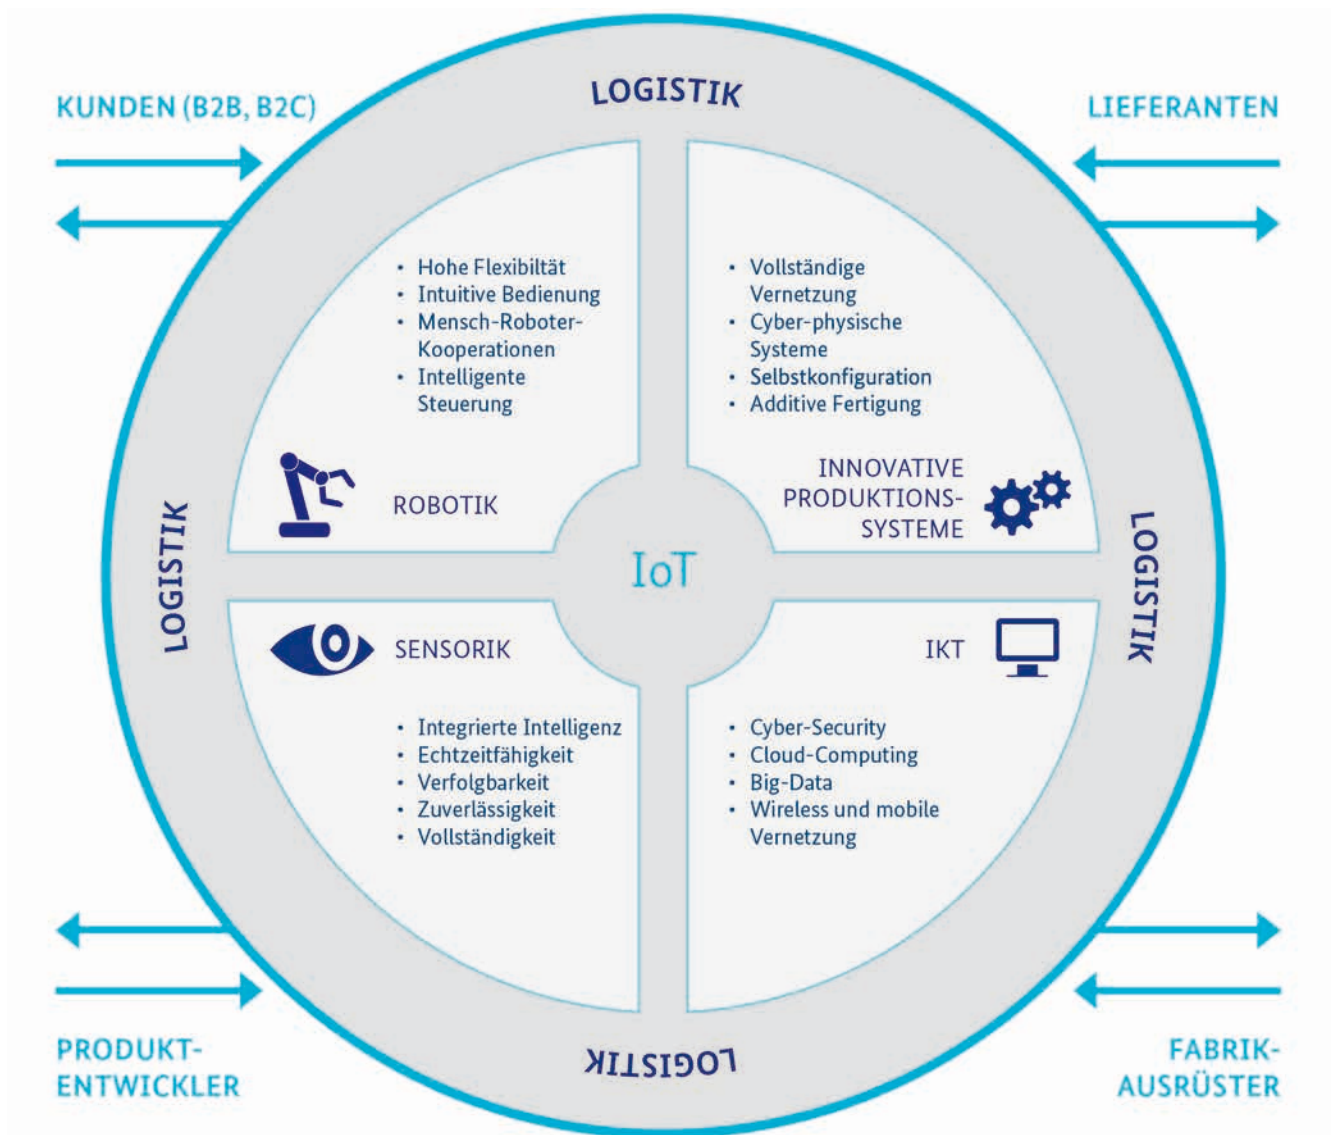 LOGISTIK
KUNDEN (B2B, B2C)
LIEFERANTEN
• Hohe Flexibiltät
• Intuitive Bedienung
• Mensch-Roboter-
Kooperationen
• Intelligente
Steuerung
ROBOTIK
• Vollständige
Vernetzung
• Cyber-physische
Systeme
• Selbstkonfiguration
• Additive Fertigung
INNOVATIVE
PRODUKTIONS-
SYSTEME
LOGISTIK
IoT
LOGISTIK
SENSORIK
• Integrierte Intelligenz
• Echtzeitfähigkeit
• Verfolgbarkeit
• Zuverlässigkeit
• Vollständigkeit
IKT
• Cyber-Security
• Cloud-Computing
• Big-Data
• Wireless und mobile
Vernetzung
LOGISTIK
PRODUKT-
ENTWICKLER
FABRIK-
AUSRÜSTER